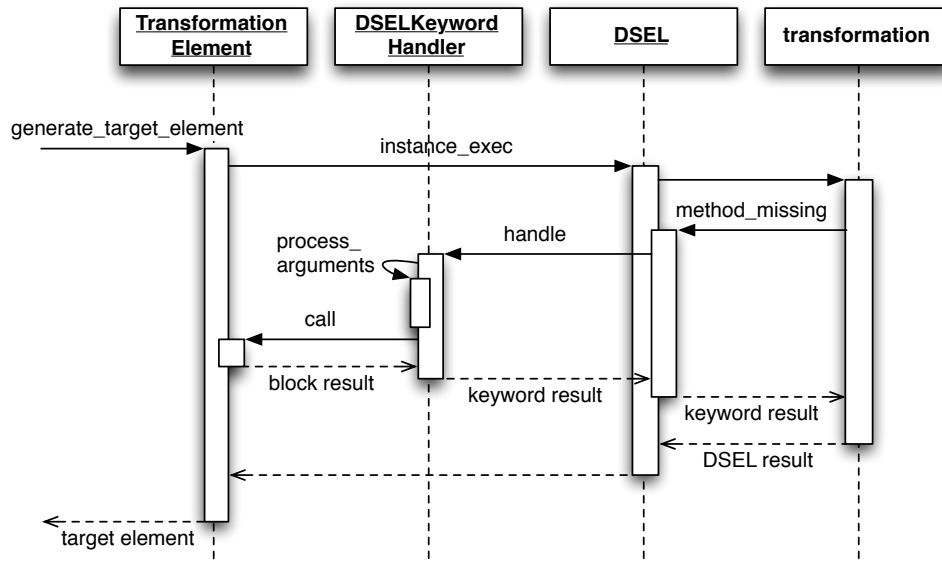 Transformation
Element
DSELKeyword
Handler
DSEL
transformation
generate_target_element
instance_exec
method_missing
handle
process_
arguments
call
block result
keyword result
keyword result
DSEL result
target element